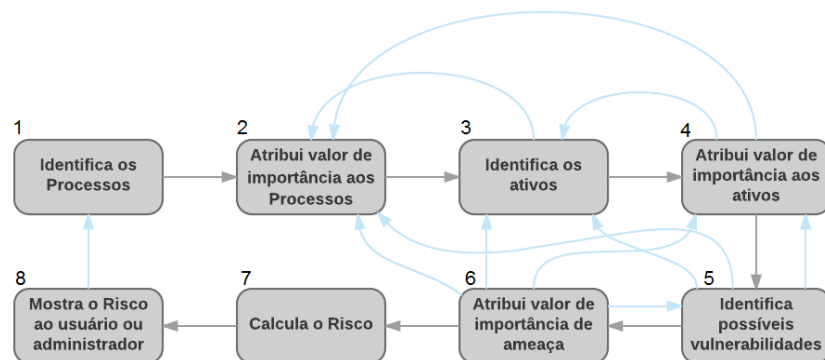 1
Identifica os
Processos
2
Atribui valor de
importância aos
Processos
3
Identifica os
ativos
4
Atribui valor de
importância aos
ativos
8
Mostra o Risco
ao usuário ou
administrador
7
Calcula o Risco
6
Atribui valor de
importância de
ameaça
5
Identifica
possíveis
vulnerabilidades